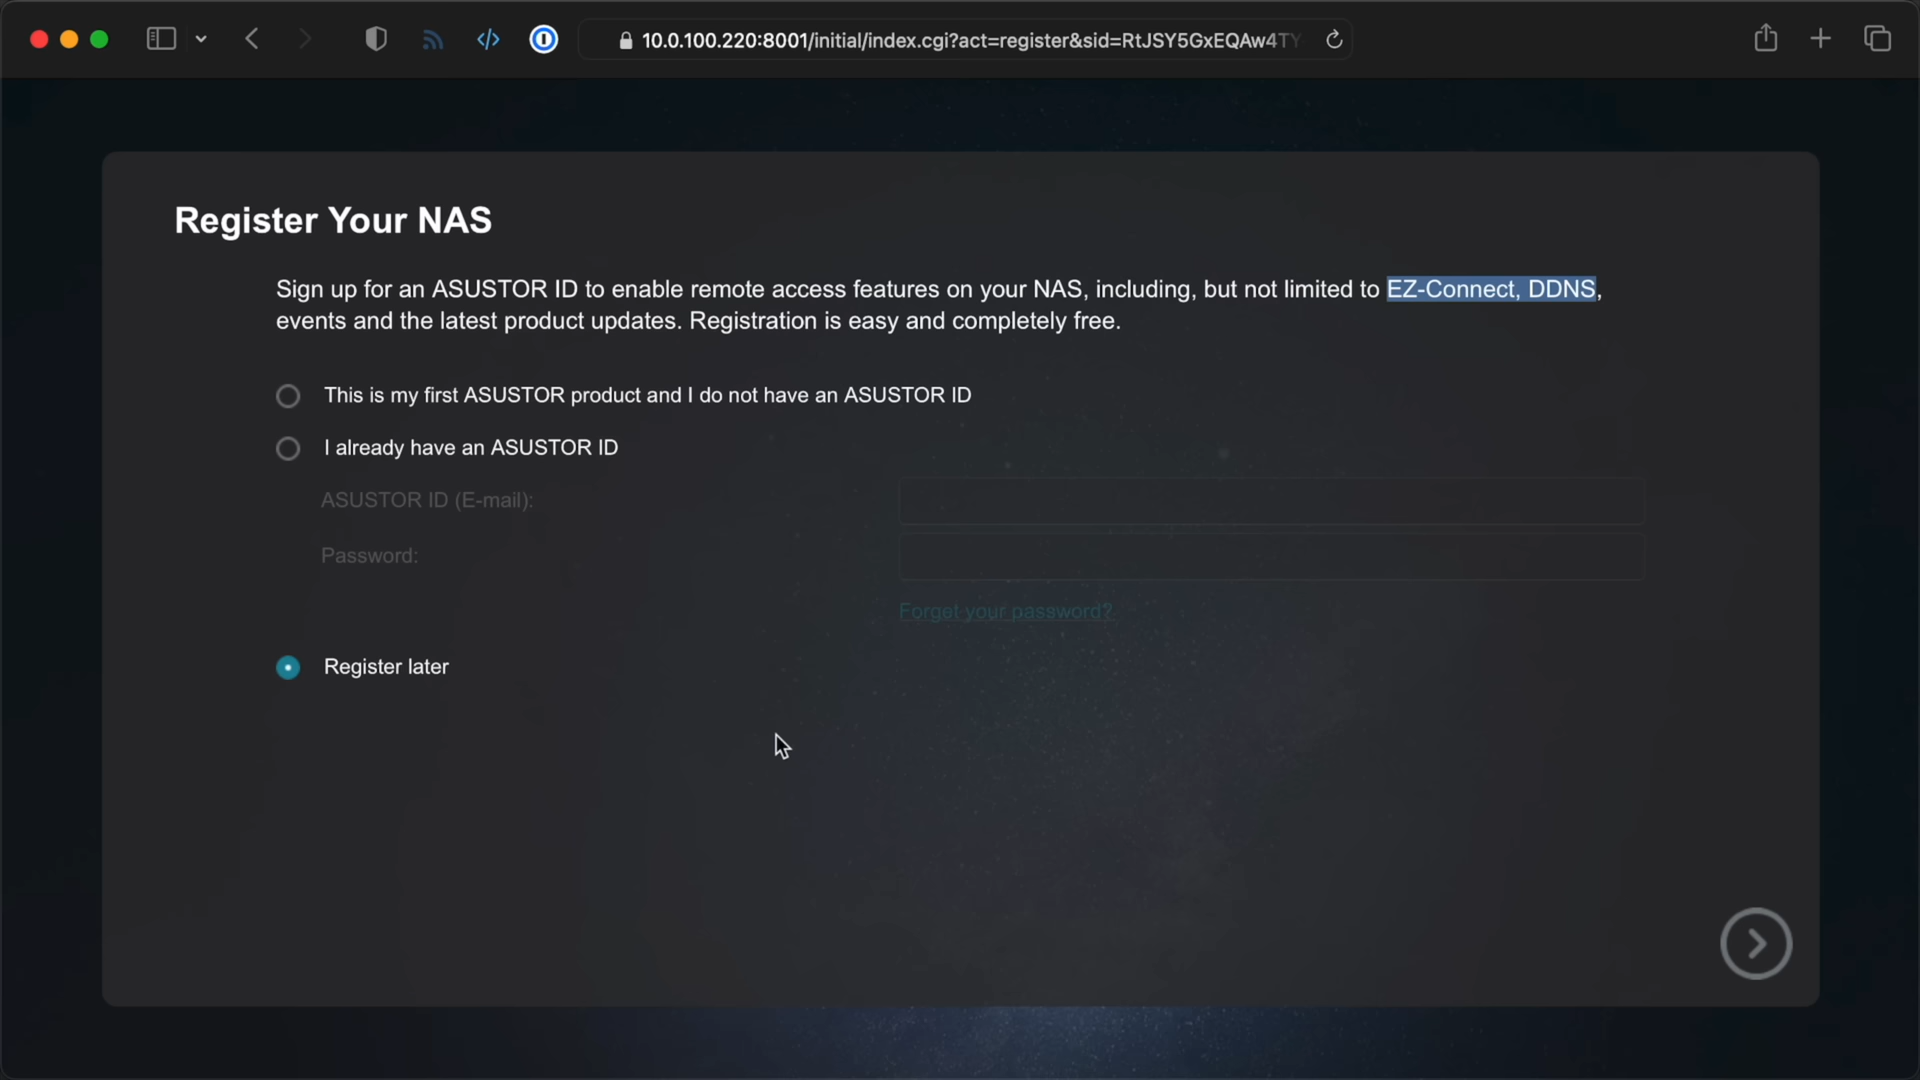 10.0.100.220:8001/initial/index.cgi?act=register&sid=RtJSY5GxEQAw4TY
Register Your NAS
Sign up for an ASUSTOR ID to enable remote access features on your NAS, including, but not limited to EZ-Connect, DDNS,
events and the latest product updates. Registration is easy and completely free.
This is my first ASUSTOR product and I do not have an ASUSTOR ID
I already have an ASUSTOR ID
ASUSTOR ID (E-mail):
Password:
Forget your password?
Register later